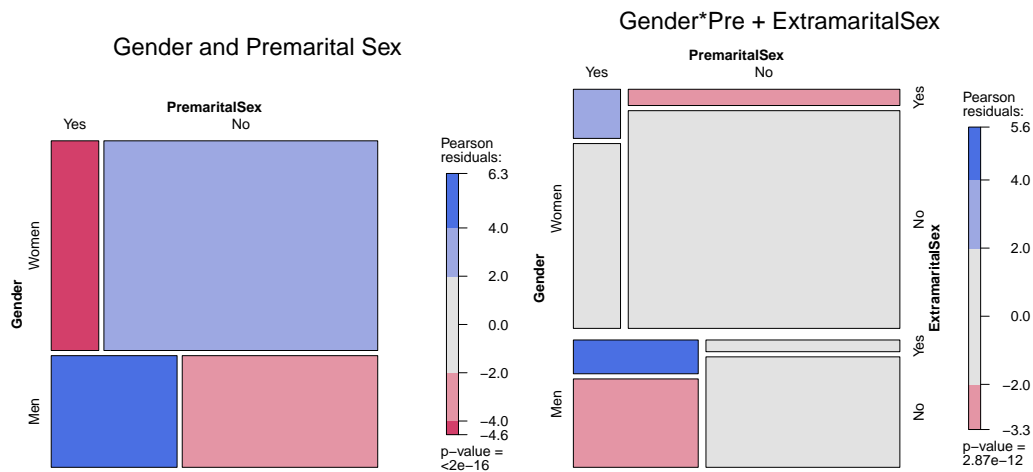 Gender and Premarital Sex
PremaritalSex
Yes No
Gender
Women
Men
Pearson
residuals:
6.3
4.0
2.0
0.0
−2.0
−4.0
−4.6
p−value =
<2e−16
Gender*Pre + ExtramaritalSex
PremaritalSex
Yes No
Gender
Women
Men
ExtramaritalSex
Yes
No
Yes
No
Pearson
residuals:
5.6
4.0
2.0
0.0
−2.0
−3.3
p−value =
2.87e−12